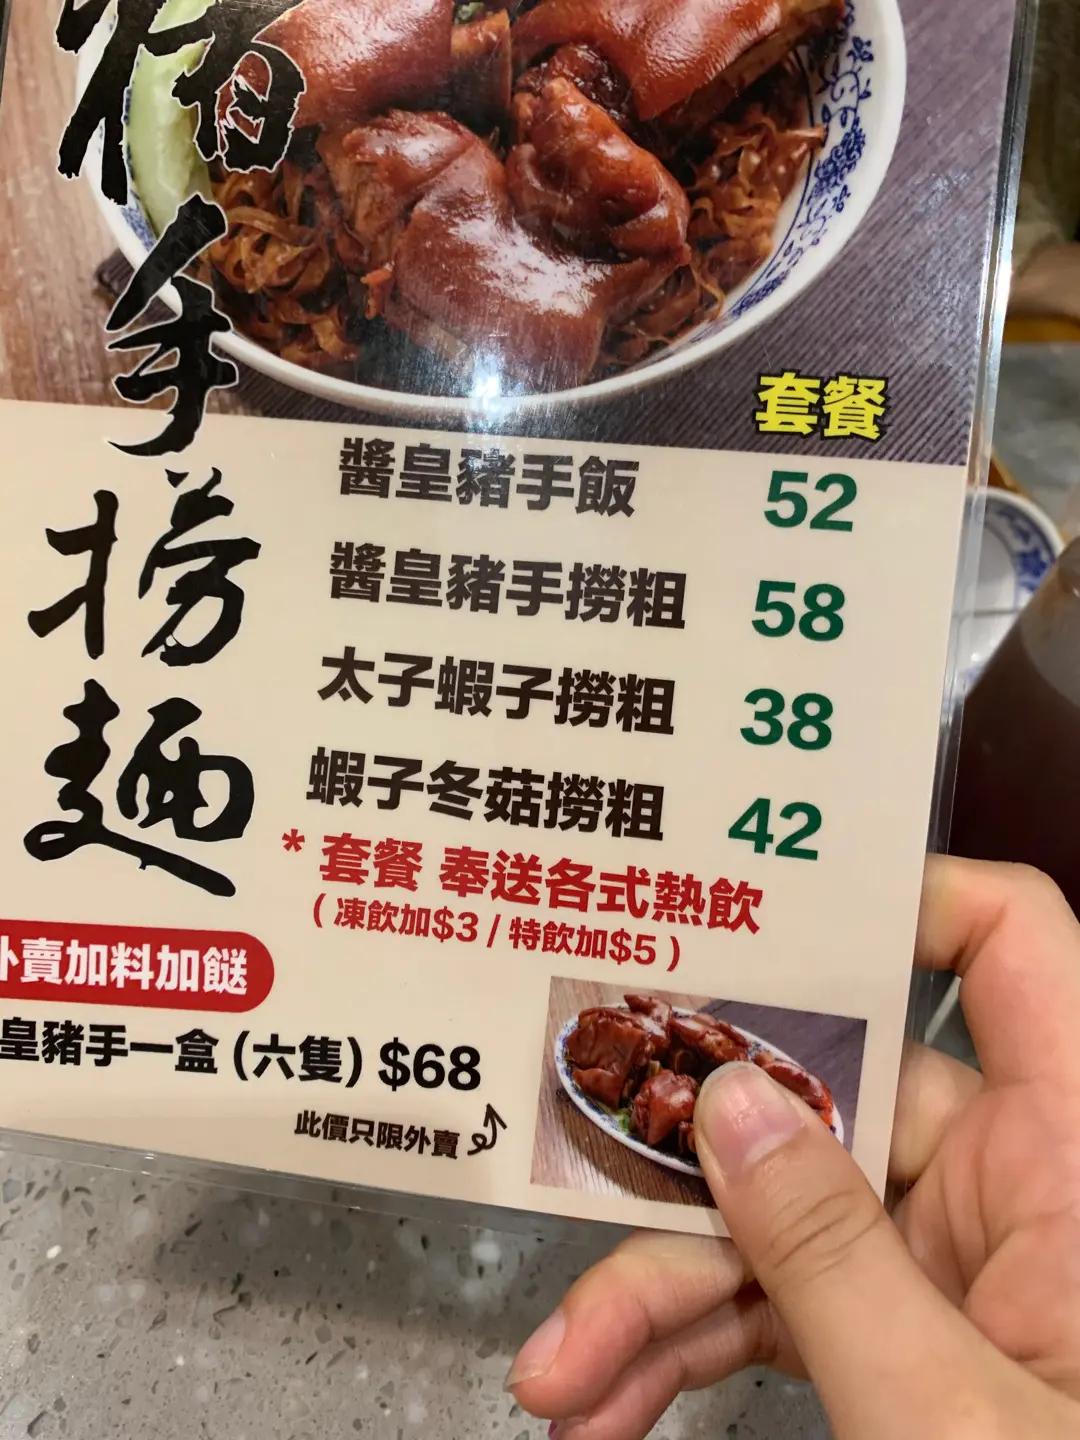 豬手撈麵
套餐
醬皇豬手飯 52
醬皇豬手撈粗 58
太子蝦子撈粗 38
蝦子冬菇撈粗 42
* 套餐 奉送各式熱飲
( 凍飲加$3 / 特飲加$5 )
外賣加料加餸
皇豬手一盒 (六隻) $68
此價只限外賣